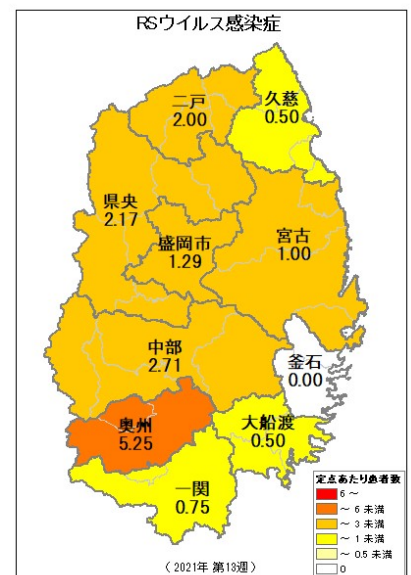 RSウイルス感染症
二戸
2.00
久慈
0.50
県央
2.17
盛岡市
1.29
宮古
1.00
中部
2.71
釜石
0.00
奥州
5.25
大船渡
0.50
一関
0.75
定点あたり患者数
6 ～
～ 6 未満
～ 3 未満
～ 1 未満
～ 0.5 未満
0
（ 2021年 第13週 ）